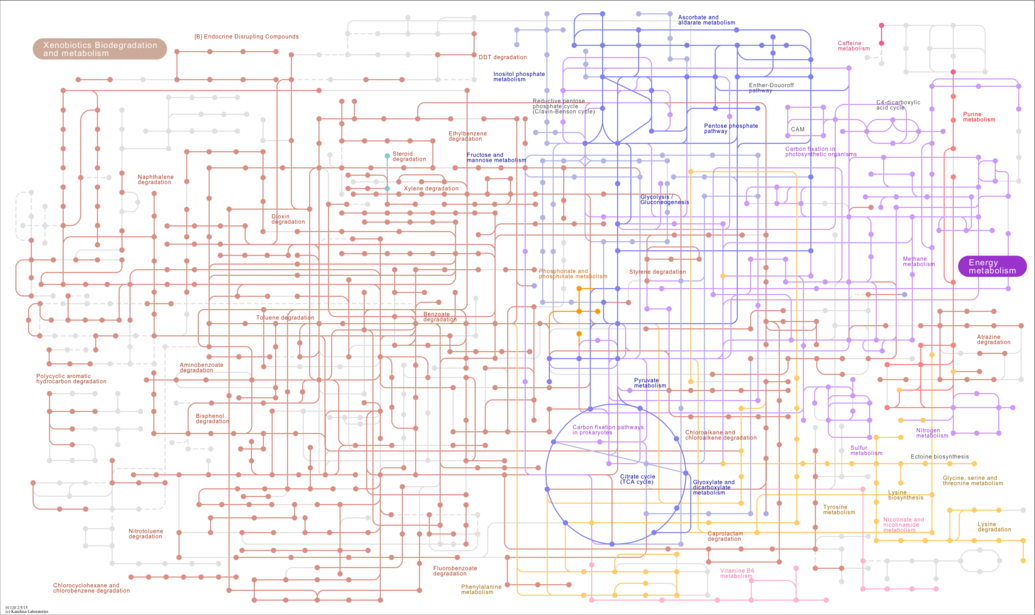 Ascorbate and
aldarate metabolism
[B] Endocrine Disrupting Compounds
Xenobiotics Biodegradation
and metabolism
Caffeine
metabolism
DDT degradation
Inositol phosphate
metabolism
Enther-Douoroff
pathway
Reductive pentose
phosphate cycle
(Clavin-Benson cycle)
C4-dicarboxylic
acid cycle
Purine
metabolism
Pentose phosphate
pathway
CAM
Ethylbenzene
degradation
Carbon fixation in
photosynthetic organisms
Steroid
degradation
Fructose and
mannose metabolism
Naphthalene
degradation
Xylene degradation
Glycolysis /
Gluconeogenesis
Dioxin
degradation
Methane
metabolism
Energy
metabolism
Phosphonate and
phosphinate metabolism
Styrene degradation
Toluene degradation
Benzoate
degradation
Atrazine
degradation
Aminobenzoate
degradation
Polycyclic aromatic
hydrocarbon degradation
Pyruvate
metabolism
Bisphenol
degradation
Carbon fixation pathways
in prokaryotes
Chloroalkane and
chloroalkene degradation
Nitrogen
metabolism
Sulfur
metabolism
Ectoine biosynthesis
Citrate cycle
(TCA cycle)
Glyoxylate and
dicarboxylate
metabolism
Glycine, serine and
threonine metabolism
Lysine
biosynthesis
Tyrosine
metabolism
Nicotinate and
nicotinamide
metabolism
Lysine
degradation
Nitrotoluene
degradation
Caprolactam
degradation
Fluorobenzoate
degradation
Vitamine B6
metabolism
Chlorocyclohexane and
chlorobenzene degradation
Phenylalanine
metabolism
(c) Kanehisa Laboratories